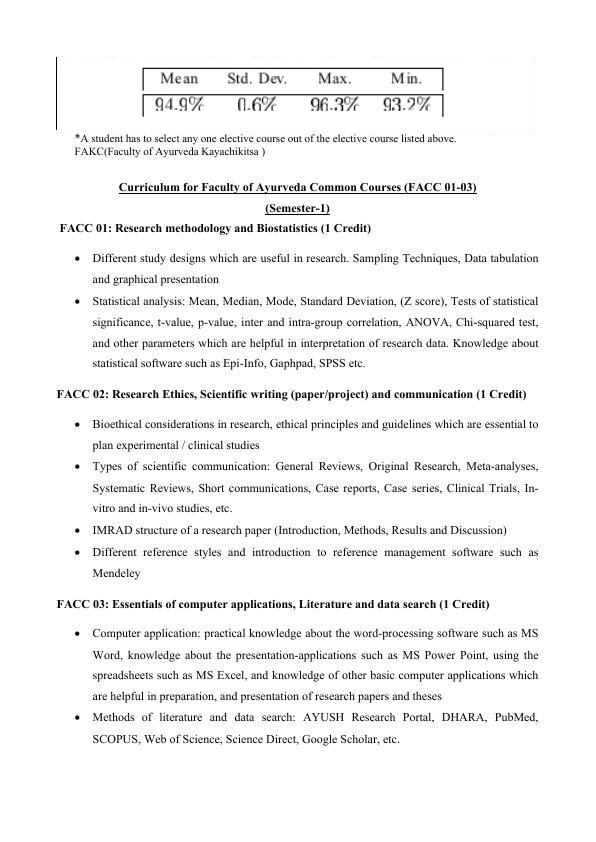 Mean Std. Dev. Max. Min.
94.9% 0.6% 96.3% 93.2%
*A student has to select any one elective course out of the elective course listed above.
FAKC(Faculty of Ayurveda Kayachikitsa )
Curriculum for Faculty of Ayurveda Common Courses (FACC 01-03)
(Semester-1)
FACC 01: Research methodology and Biostatistics (1 Credit)
• Different study designs which are useful in research. Sampling Techniques, Data tabulation
and graphical presentation
• Statistical analysis: Mean, Median, Mode, Standard Deviation, (Z score), Tests of statistical
significance, t-value, p-value, inter and intra-group correlation, ANOVA, Chi-squared test,
and other parameters which are helpful in interpretation of research data. Knowledge about
statistical software such as Epi-Info, Gaphpad, SPSS etc.
FACC 02: Research Ethics, Scientific writing (paper/project) and communication (1 Credit)
• Bioethical considerations in research, ethical principles and guidelines which are essential to
plan experimental / clinical studies
• Types of scientific communication: General Reviews, Original Research, Meta-analyses,
Systematic Reviews, Short communications, Case reports, Case series, Clinical Trials, In-
vitro and in-vivo studies, etc.
• IMRAD structure of a research paper (Introduction, Methods, Results and Discussion)
• Different reference styles and introduction to reference management software such as
Mendeley
FACC 03: Essentials of computer applications, Literature and data search (1 Credit)
• Computer application: practical knowledge about the word-processing software such as MS
Word, knowledge about the presentation-applications such as MS Power Point, using the
spreadsheets such as MS Excel, and knowledge of other basic computer applications which
are helpful in preparation, and presentation of research papers and theses
• Methods of literature and data search: AYUSH Research Portal, DHARA, PubMed,
SCOPUS, Web of Science, Science Direct, Google Scholar, etc.